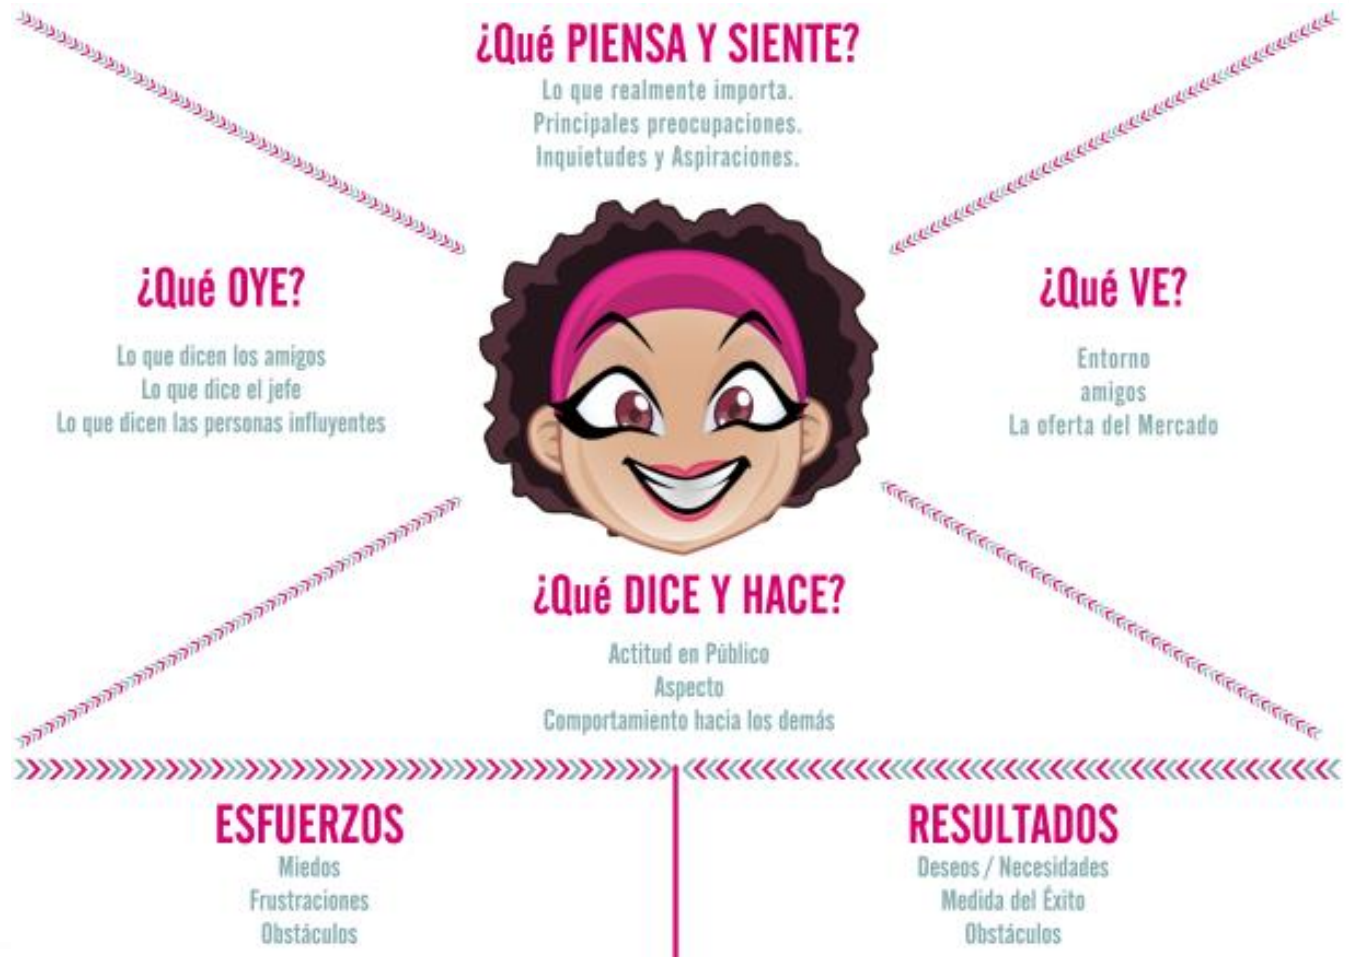 ¿Qué PIENSA Y SIENTE?
Lo que realmente importa.
Principales preocupaciones.
Inquietudes y Aspiraciones.
¿Qué OYE?
Lo que dicen los amigos
Lo que dice el jefe
Lo que dicen las personas influyentes
¿Qué VE?
Entorno
amigos
La oferta del Mercado
¿Qué DICE Y HACE?
Actitud en Público
Aspecto
Comportamiento hacia los demás
ESFUERZOS
Miedos
Frustraciones
Obstáculos
RESULTADOS
Deseos / Necesidades
Medida del Éxito
Obstáculos